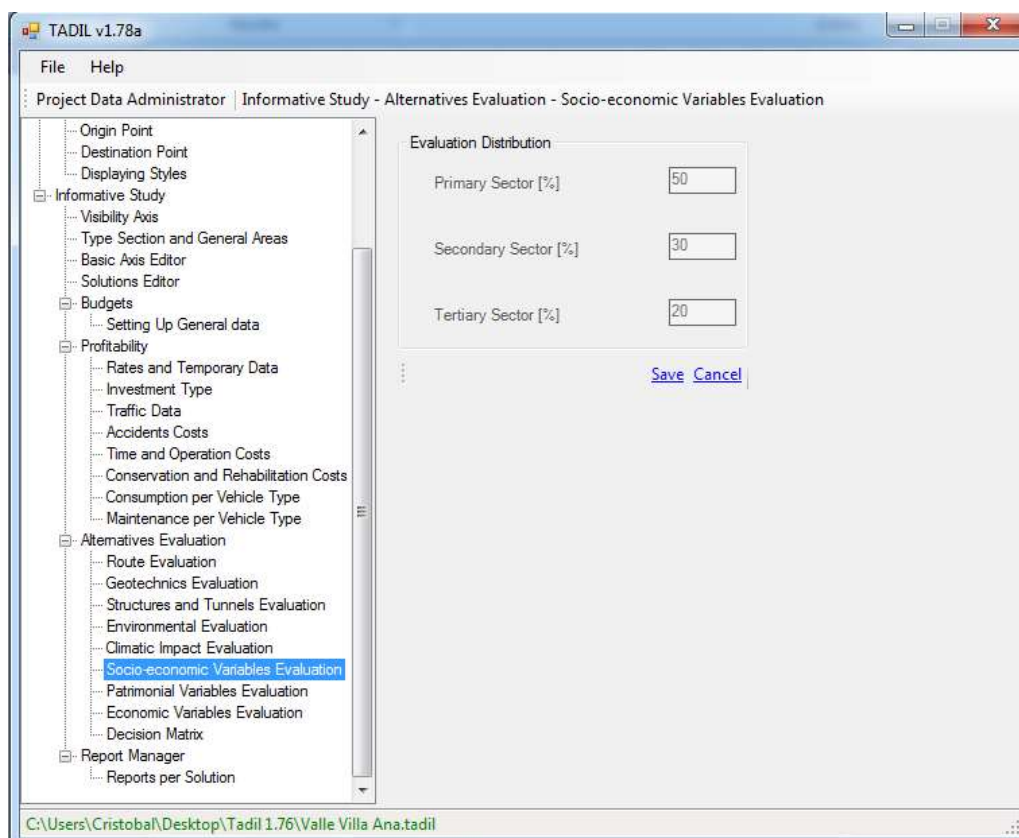 TADIL v1.78a
File Help
Project Data Administrator Informative Study - Alternatives Evaluation - Socio-economic Variables Evaluation
Origin Point
Destination Point
Displaying Styles
Informative Study
Visibility Axis
Type Section and General Areas
Basic Axis Editor
Solutions Editor
Budgets
Setting Up General data
Profitability
Rates and Temporary Data
Investment Type
Traffic Data
Accidents Costs
Time and Operation Costs
Conservation and Rehabilitation Costs
Consumption per Vehicle Type
Maintenance per Vehicle Type
Alternatives Evaluation
Route Evaluation
Geotechnics Evaluation
Structures and Tunnels Evaluation
Environmental Evaluation
Climatic Impact Evaluation
Socio-economic Variables Evaluation
Patrimonial Variables Evaluation
Economic Variables Evaluation
Decision Matrix
Report Manager
Reports per Solution
Evaluation Distribution
Primary Sector [%] 50
Secondary Sector [%] 30
Tertiary Sector [%] 20
Save Cancel
C:\Users\Cristobal\Desktop\Tadil 1.76\Valle Villa Ana.tadil